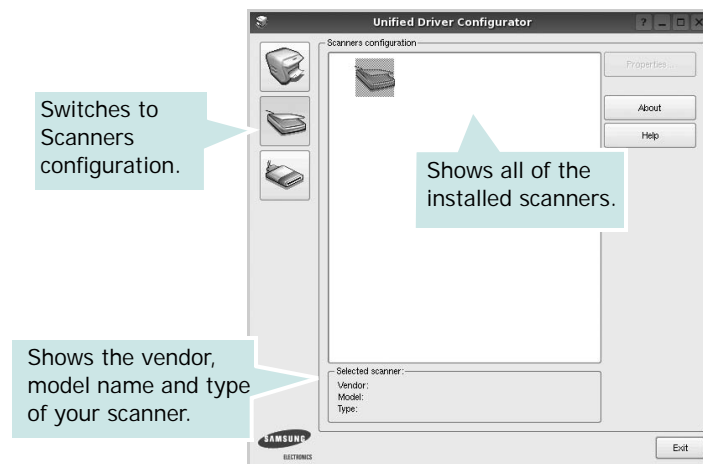 Unified Driver Configurator
Scanners configuration
Properties ...
About
Help
Switches to
Scanners
configuration.
Shows all of the
installed scanners.
Shows the vendor,
model name and type
of your scanner.
Selected scanner:
Vendor:
Model:
Type:
SAMSUNG
ELECTRONICS
Exit